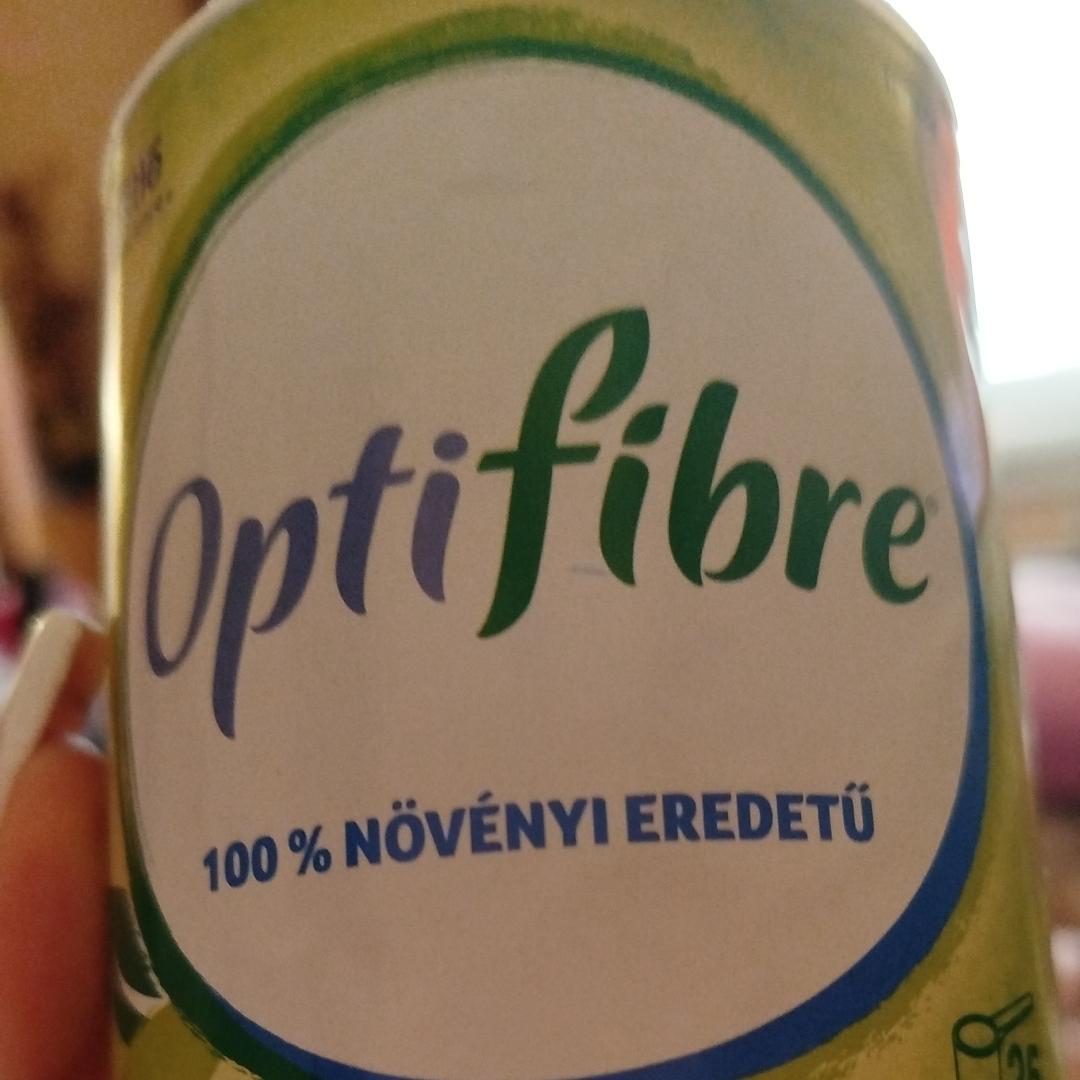 Optifibre
100 % NÖVÉNYI EREDETŰ